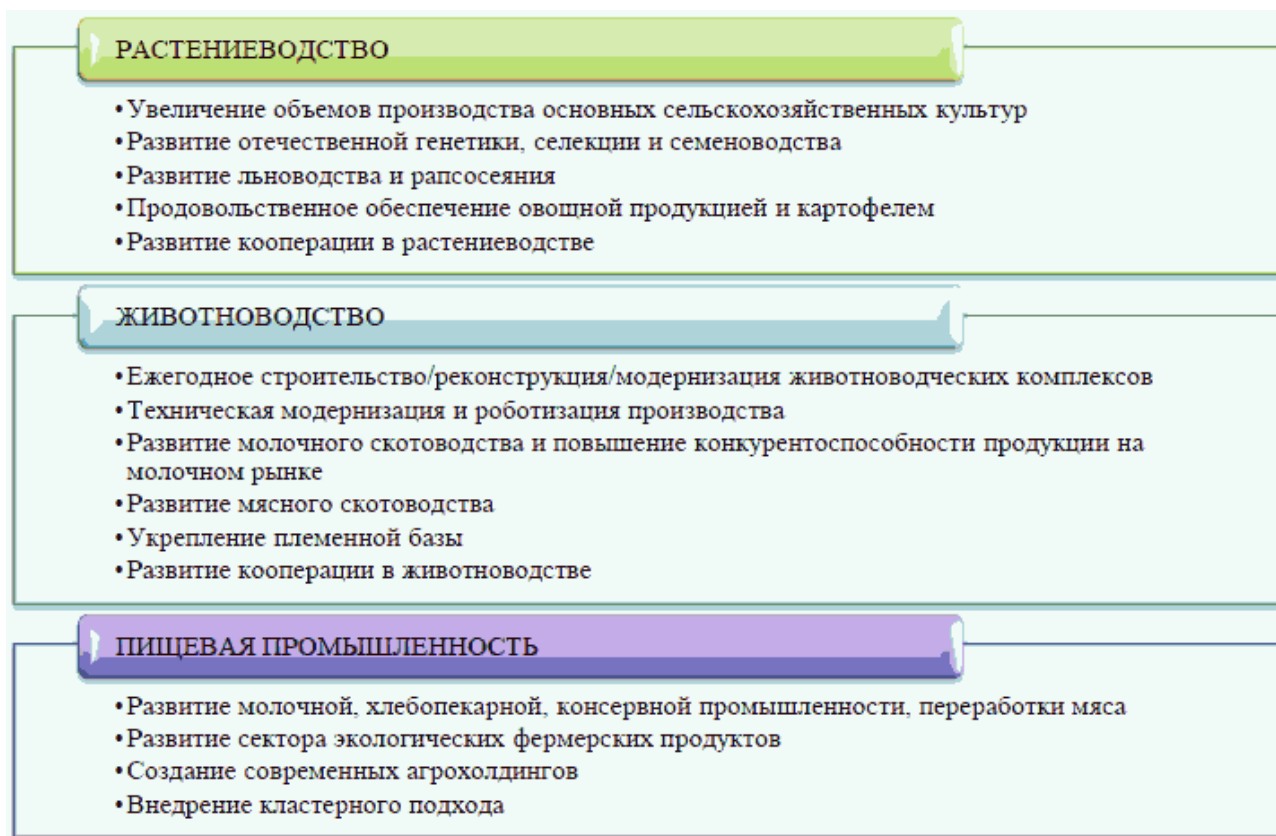 РАСТЕНИЕВОДСТВО
•Увеличение объемов производства основных сельскохозяйственных культур
•Развитие отечественной генетики, селекции и семеноводства
•Развитие льноводства и рапсосеяния
•Продовольственное обеспечение овощной продукцией и картофелем
•Развитие кооперации в растениеводстве
ЖИВОТНОВОДСТВО
•Ежегодное строительство/реконструкция/модернизация животноводческих комплексов
•Техническая модернизация и роботизация производства
•Развитие молочного скотоводства и повышение конкурентоспособности продукции на
молочном рынке
•Развитие мясного скотоводства
•Укрепление племенной базы
•Развитие кооперации в животноводстве
ПИЩЕВАЯ ПРОМЫШЛЕННОСТЬ
•Развитие молочной, хлебопекарной, консервной промышленности, переработки мяса
•Развитие сектора экологических фермерских продуктов
•Создание современных агрохолдингов
•Внедрение кластерного подхода